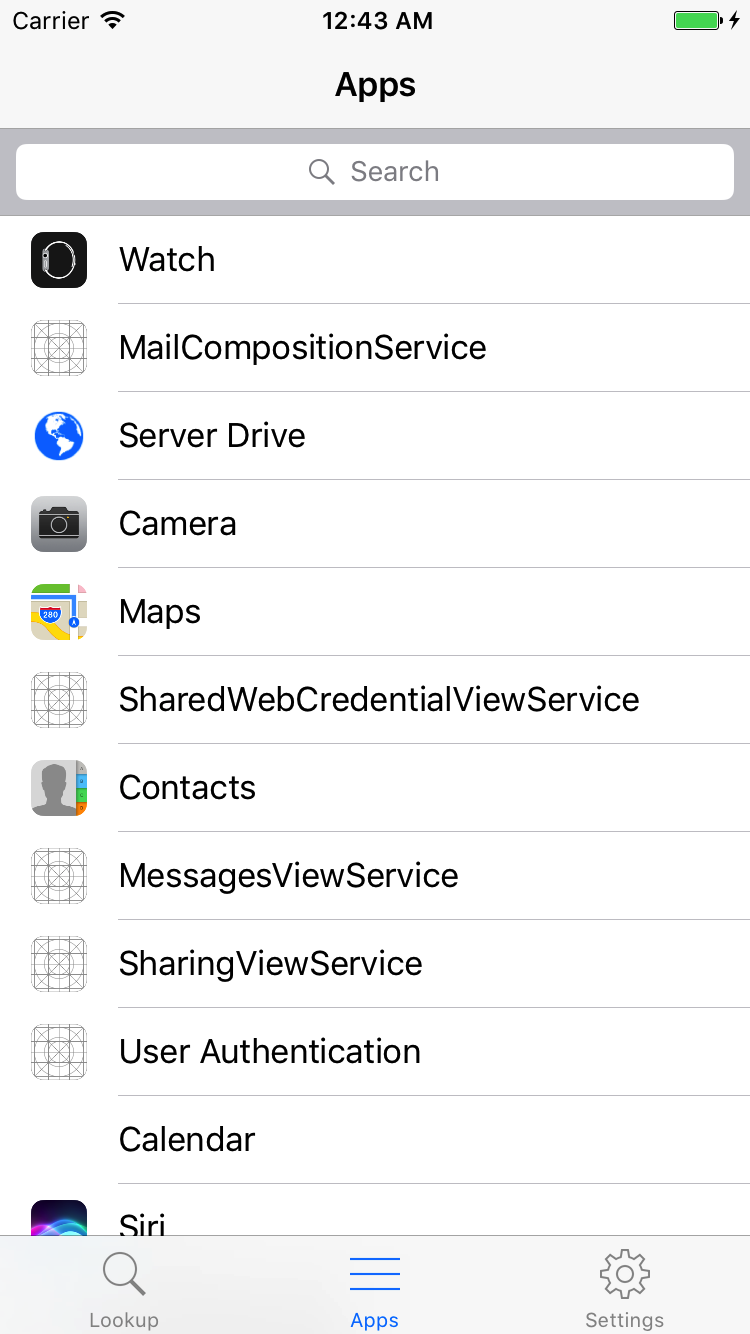 Carrier 12:43 AM
Apps
Search
Watch
MailCompositionService
Server Drive
Camera
280
Maps
SharedWebCredentialViewService
Contacts
MessagesViewService
SharingViewService
User Authentication
Calendar
Siri
Lookup Apps Settings